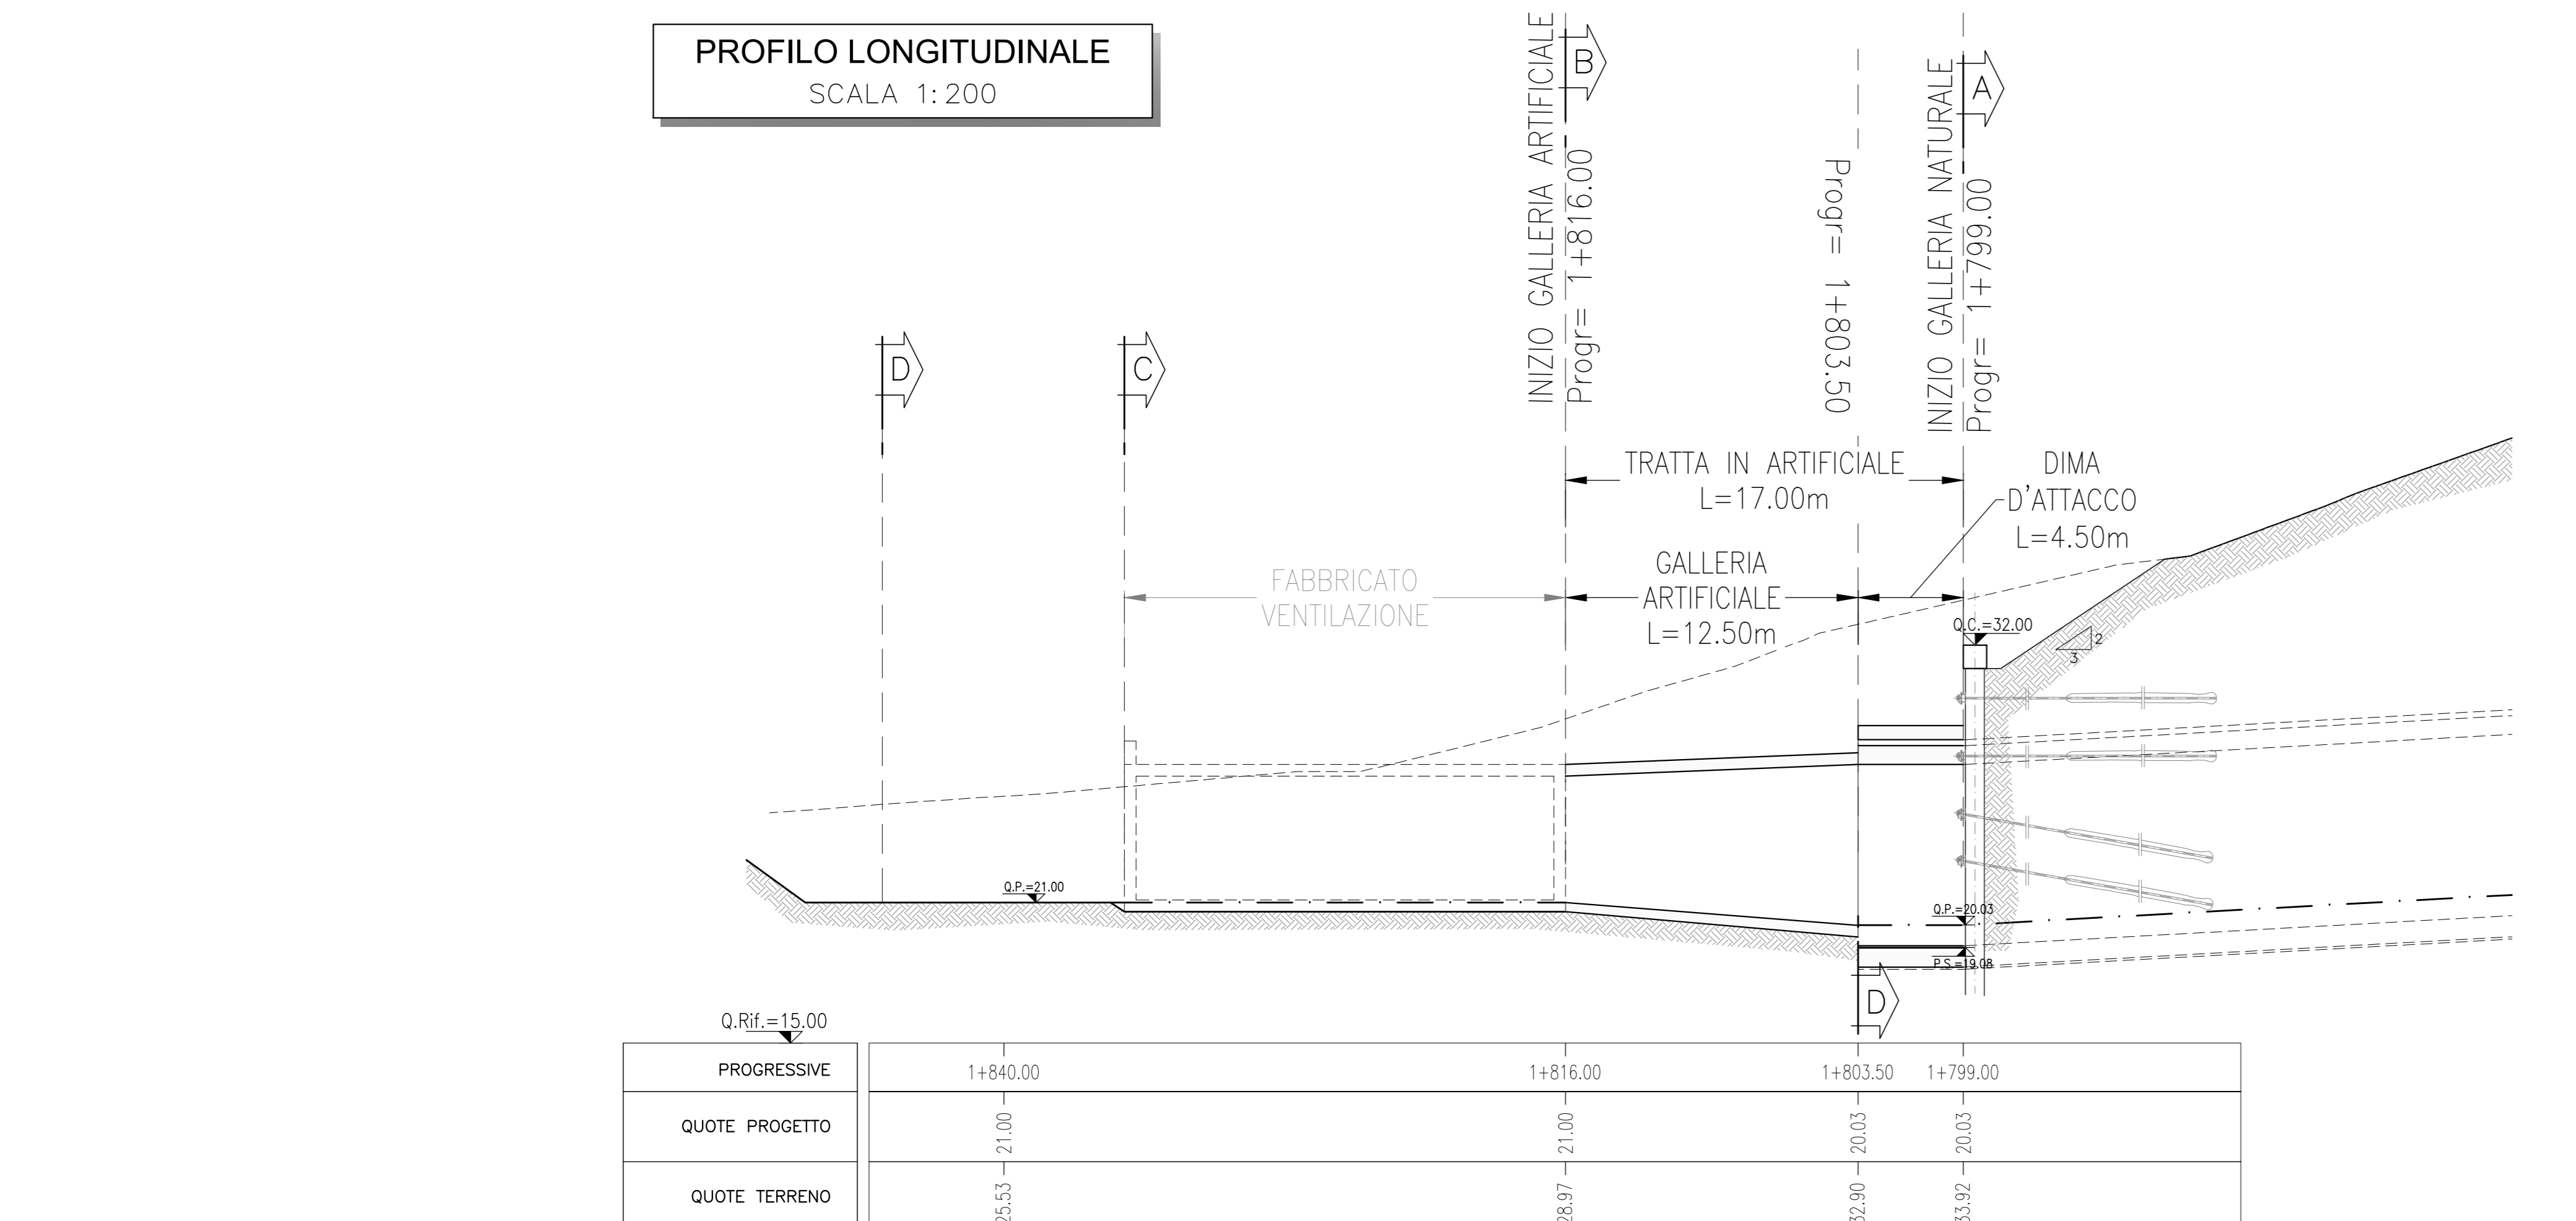 PROFILO LONGITUDINALE
SCALA 1:200
INIZIO GALLERIA ARTIFICIALE
Progr= 1+816.00
B
Progr= 1+803.50
INIZIO GALLERIA NATURALE
Progr= 1+799.00
A
D
C
TRATTA IN ARTIFICIALE
L=17.00m
DIMA
D'ATTACCO
L=4.50m
FABBRICATO
VENTILAZIONE
GALLERIA
ARTIFICIALE
L=12.50m
Q.C.=32.00
2
3
Q.P.=21.00
Q.P.=20.03
P.S.=19.08
D
Q.Rif.=15.00
PROGRESSIVE
1+840.00
1+816.00
1+803.50
1+799.00
QUOTE PROGETTO
21.00
21.00
20.03
20.03
QUOTE TERRENO
25.53
28.97
32.90
33.92